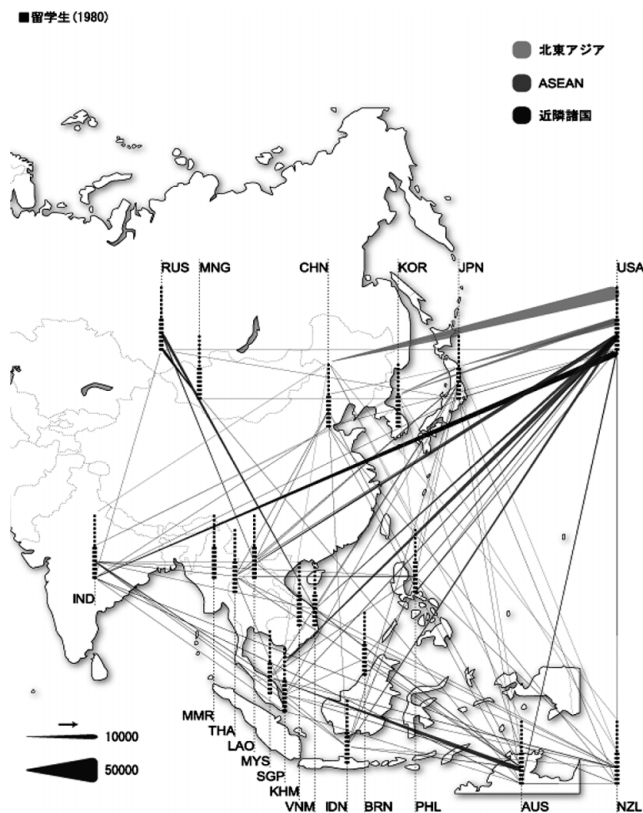 ■留学生(1980)
北東アジア
ASEAN
近隣諸国
RUS MNG CHN KOR JPN USA
IND
MMR
THA
LAO
MYS
SGP
KHM
VNM IDN BRN PHL AUS NZL
10000
50000